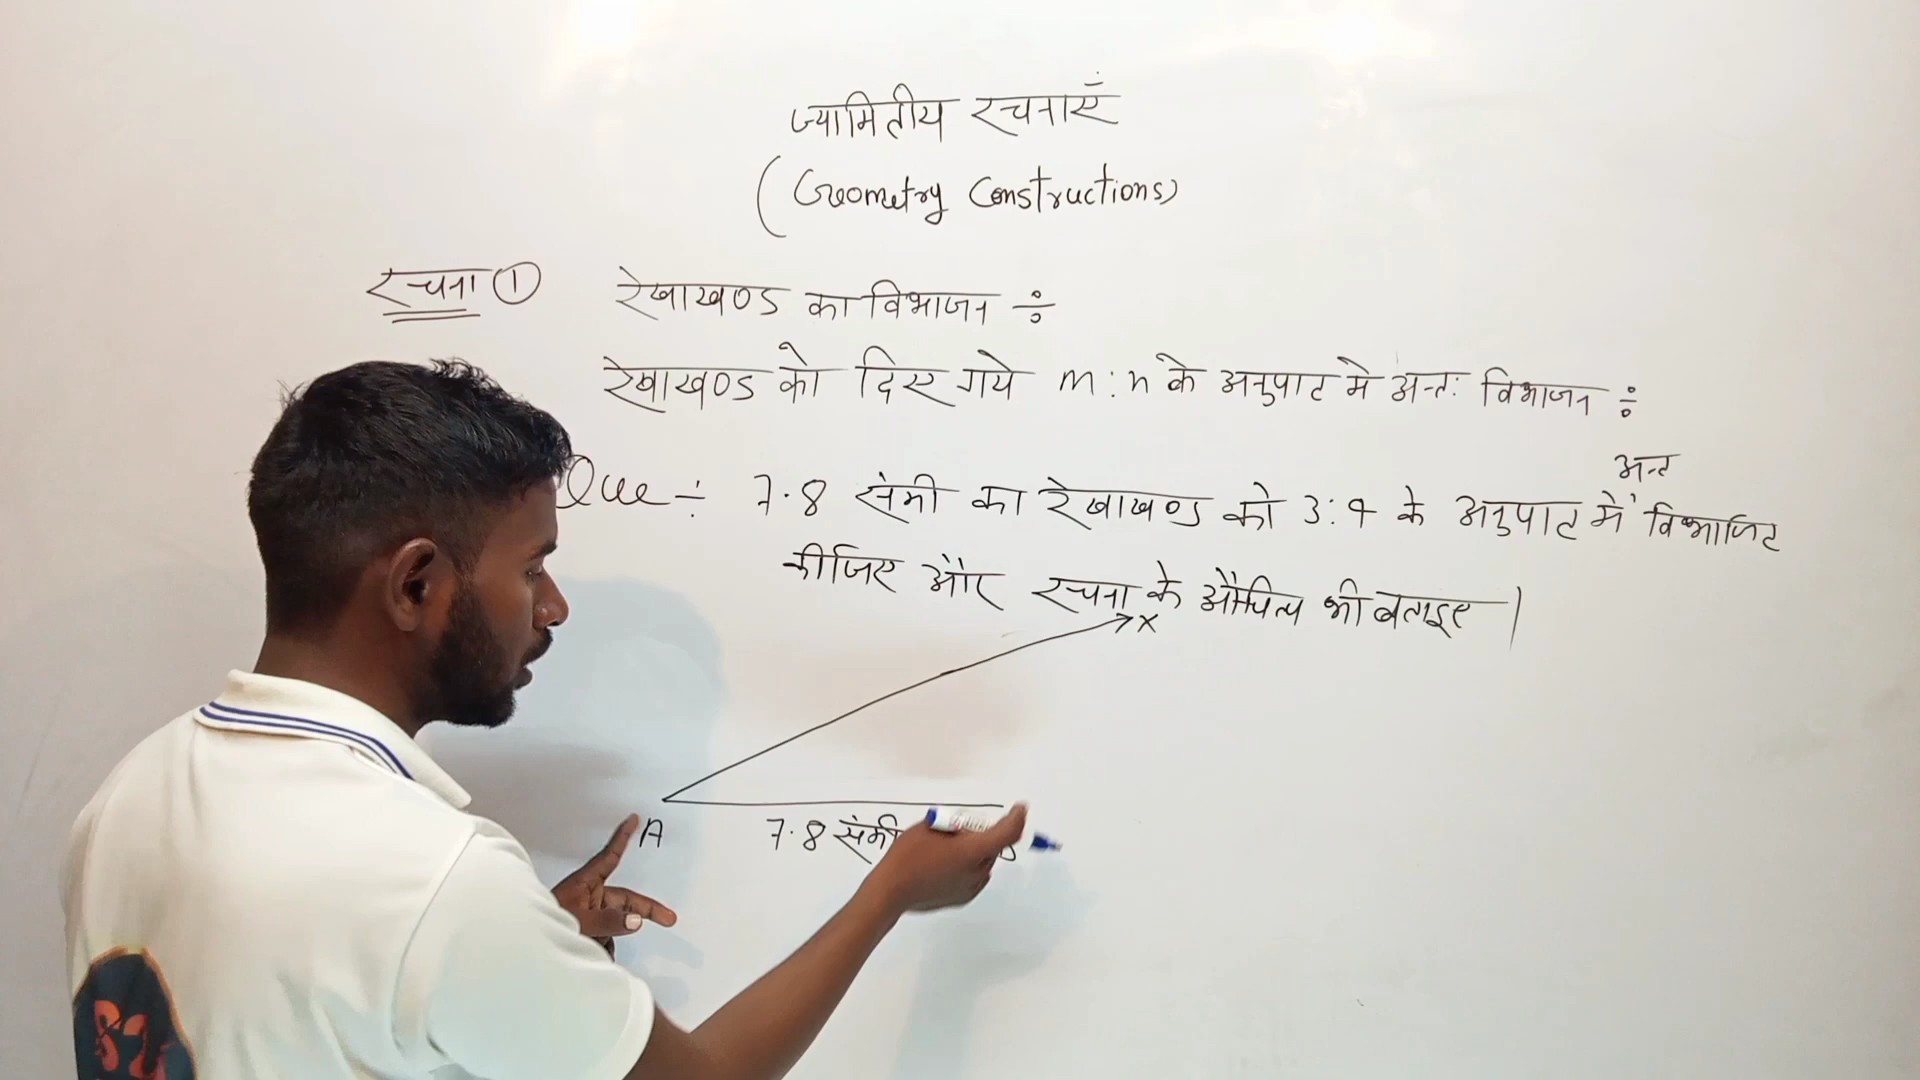 ज्यामितीय रचनाएँ
(Geometry Constructions)
रचना ① रेखाखण्ड का विभाजन ÷
रेखाखण्ड को दिए गये m : n के अनुपात मे अन्तः विभाजन ÷
अन्त
Que ÷ 7.8 सेमी का रेखाखण्ड को 3:4 के अनुपात में विभाजित
कीजिए और रचना के औचित्य भी बताइए |
X
A 7.8 सेमी